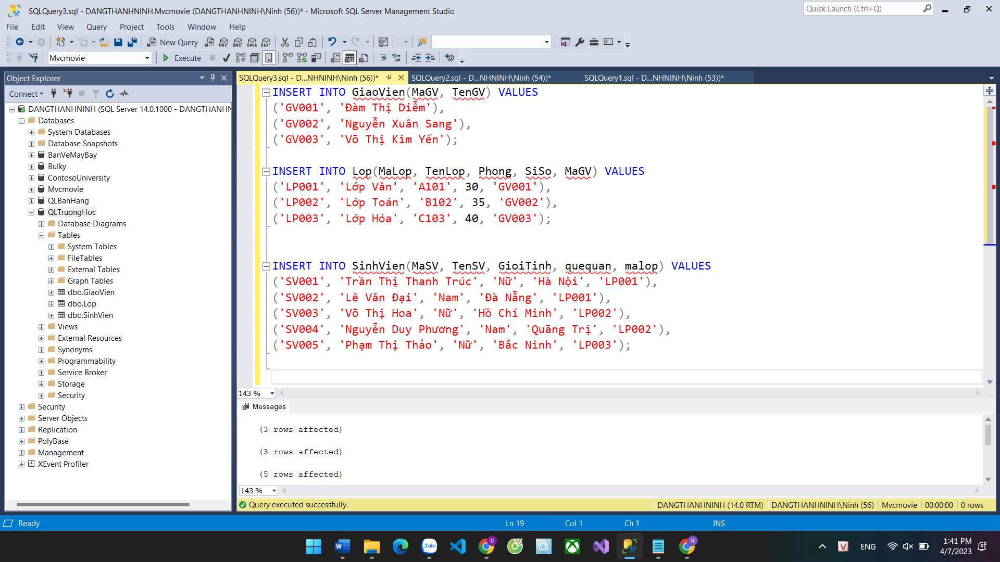 SQLQuery3.sql - DANGTHANHNINH.Mvcmovie (DANGTHANHNINH\Ninh (56))* - Microsoft SQL Server Management Studio
Quick Launch (Ctrl+Q)
File Edit View Query Project Tools Window Help
New Query MDX DMX XMLA DAX
Mvcmovie Execute
Object Explorer
SQLQuery3.sql - D...NHNINH\Ninh (56))* SQLQuery2.sql - D...NHNINH\Ninh (54))* SQLQuery1.sql - D...NHNINH\Ninh (53))*
Connect
DANGTHANHNINH (SQL Server 14.0.1000 - DANGTHANHN
Databases
System Databases
Database Snapshots
BanVeMayBay
Bulky
ContosoUniversity
Mvcmovie
QLBanHang
QLTruongHoc
Database Diagrams
Tables
System Tables
FileTables
External Tables
Graph Tables
dbo.GiaoVien
dbo.Lop
dbo.SinhVien
Views
External Resources
Synonyms
Programmability
Service Broker
Storage
Security
Security
Server Objects
Replication
PolyBase
Management
XEvent Profiler
INSERT INTO GiaoVien(MaGV, TenGV) VALUES
('GV001', 'Đàm Thị Diễm'),
('GV002', 'Nguyễn Xuân Sang'),
('GV003', 'Võ Thị Kim Yến');
INSERT INTO Lop(MaLop, TenLop, Phong, SiSo, MaGV) VALUES
('LP001', 'Lớp Văn', 'A101', 30, 'GV001'),
('LP002', 'Lớp Toán', 'B102', 35, 'GV002'),
('LP003', 'Lớp Hóa', 'C103', 40, 'GV003');
INSERT INTO SinhVien(MaSV, TenSV, GioiTinh, quequan, malop) VALUES
('SV001', 'Trần Thị Thanh Trúc', 'Nữ', 'Hà Nội', 'LP001'),
('SV002', 'Lê Văn Đại', 'Nam', 'Đà Nẵng', 'LP001'),
('SV003', 'Võ Thị Hoa', 'Nữ', 'Hồ Chí Minh', 'LP002'),
('SV004', 'Nguyễn Duy Phương', 'Nam', 'Quãng Trị', 'LP002'),
('SV005', 'Phạm Thị Thảo', 'Nữ', 'Bắc Ninh', 'LP003');
143 %
Messages
(3 rows affected)
(3 rows affected)
(5 rows affected)
143 %
Query executed successfully. DANGTHANHNINH (14.0 RTM) DANGTHANHNINH\Ninh (56) Mvcmovie 00:00:00 0 rows
Ready Ln 19 Col 1 Ch 1 INS
Zalo Đ N V ENG
1:41 PM
4/7/2023